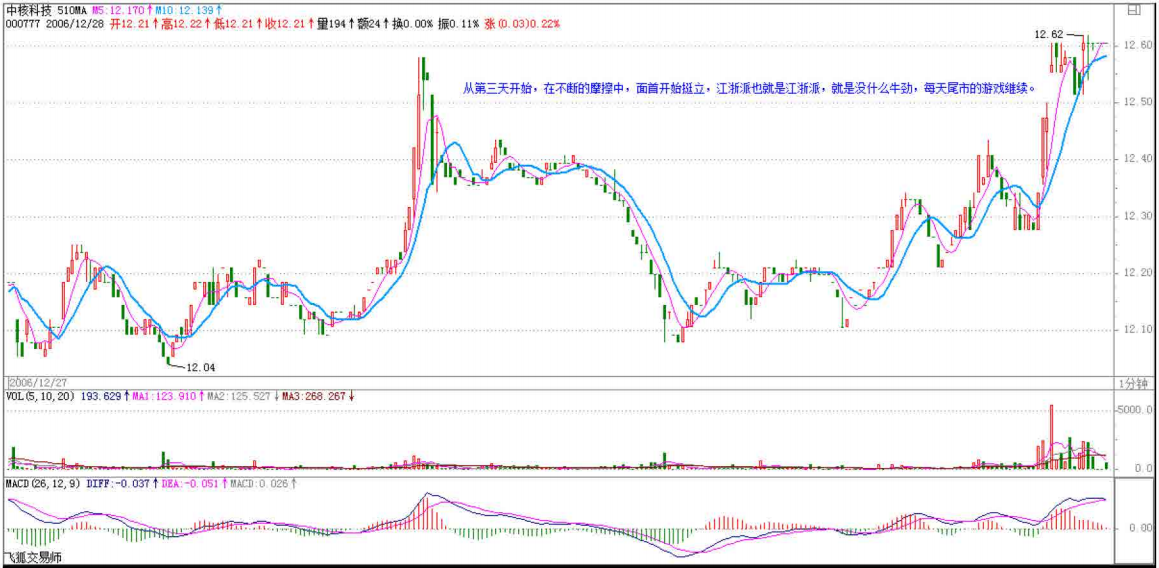 中核科技 510MA M5:12.170↑M10:12.139↑
000777 2006/12/28 开12.21↑高12.22↑低12.21↑收12.21↑量194↑额24↑换0.00% 振0.11% 涨(0.03)0.22%
12.62
12.60
从第三天开始，在不断的摩擦中，面首开始挺立，江浙派也就是江浙派，就是没什么牛劲，每天尾市的游戏继续。
12.50
12.40
12.30
12.20
12.10
12.04
2006/12/27
1分钟
VOL(5,10,20) 193.629↑MA1:123.910↑MA2:125.527↓MA3:268.267↓
5000.0
0.0
MACD(26,12,9) DIFF:-0.037↑DEA:-0.051↑MACD:0.026↑
0.00
飞狐交易师